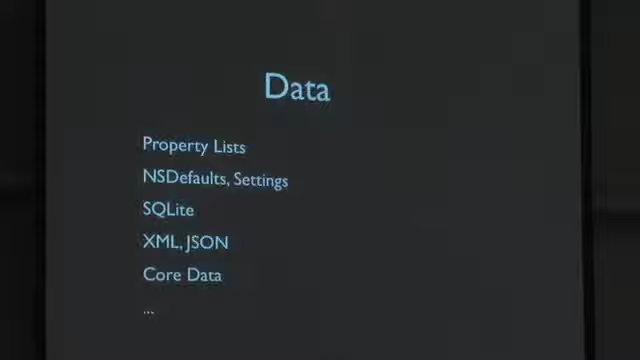 Data
Property Lists
NSDefaults, Settings
SQLite
XML, JSON
Core Data
...